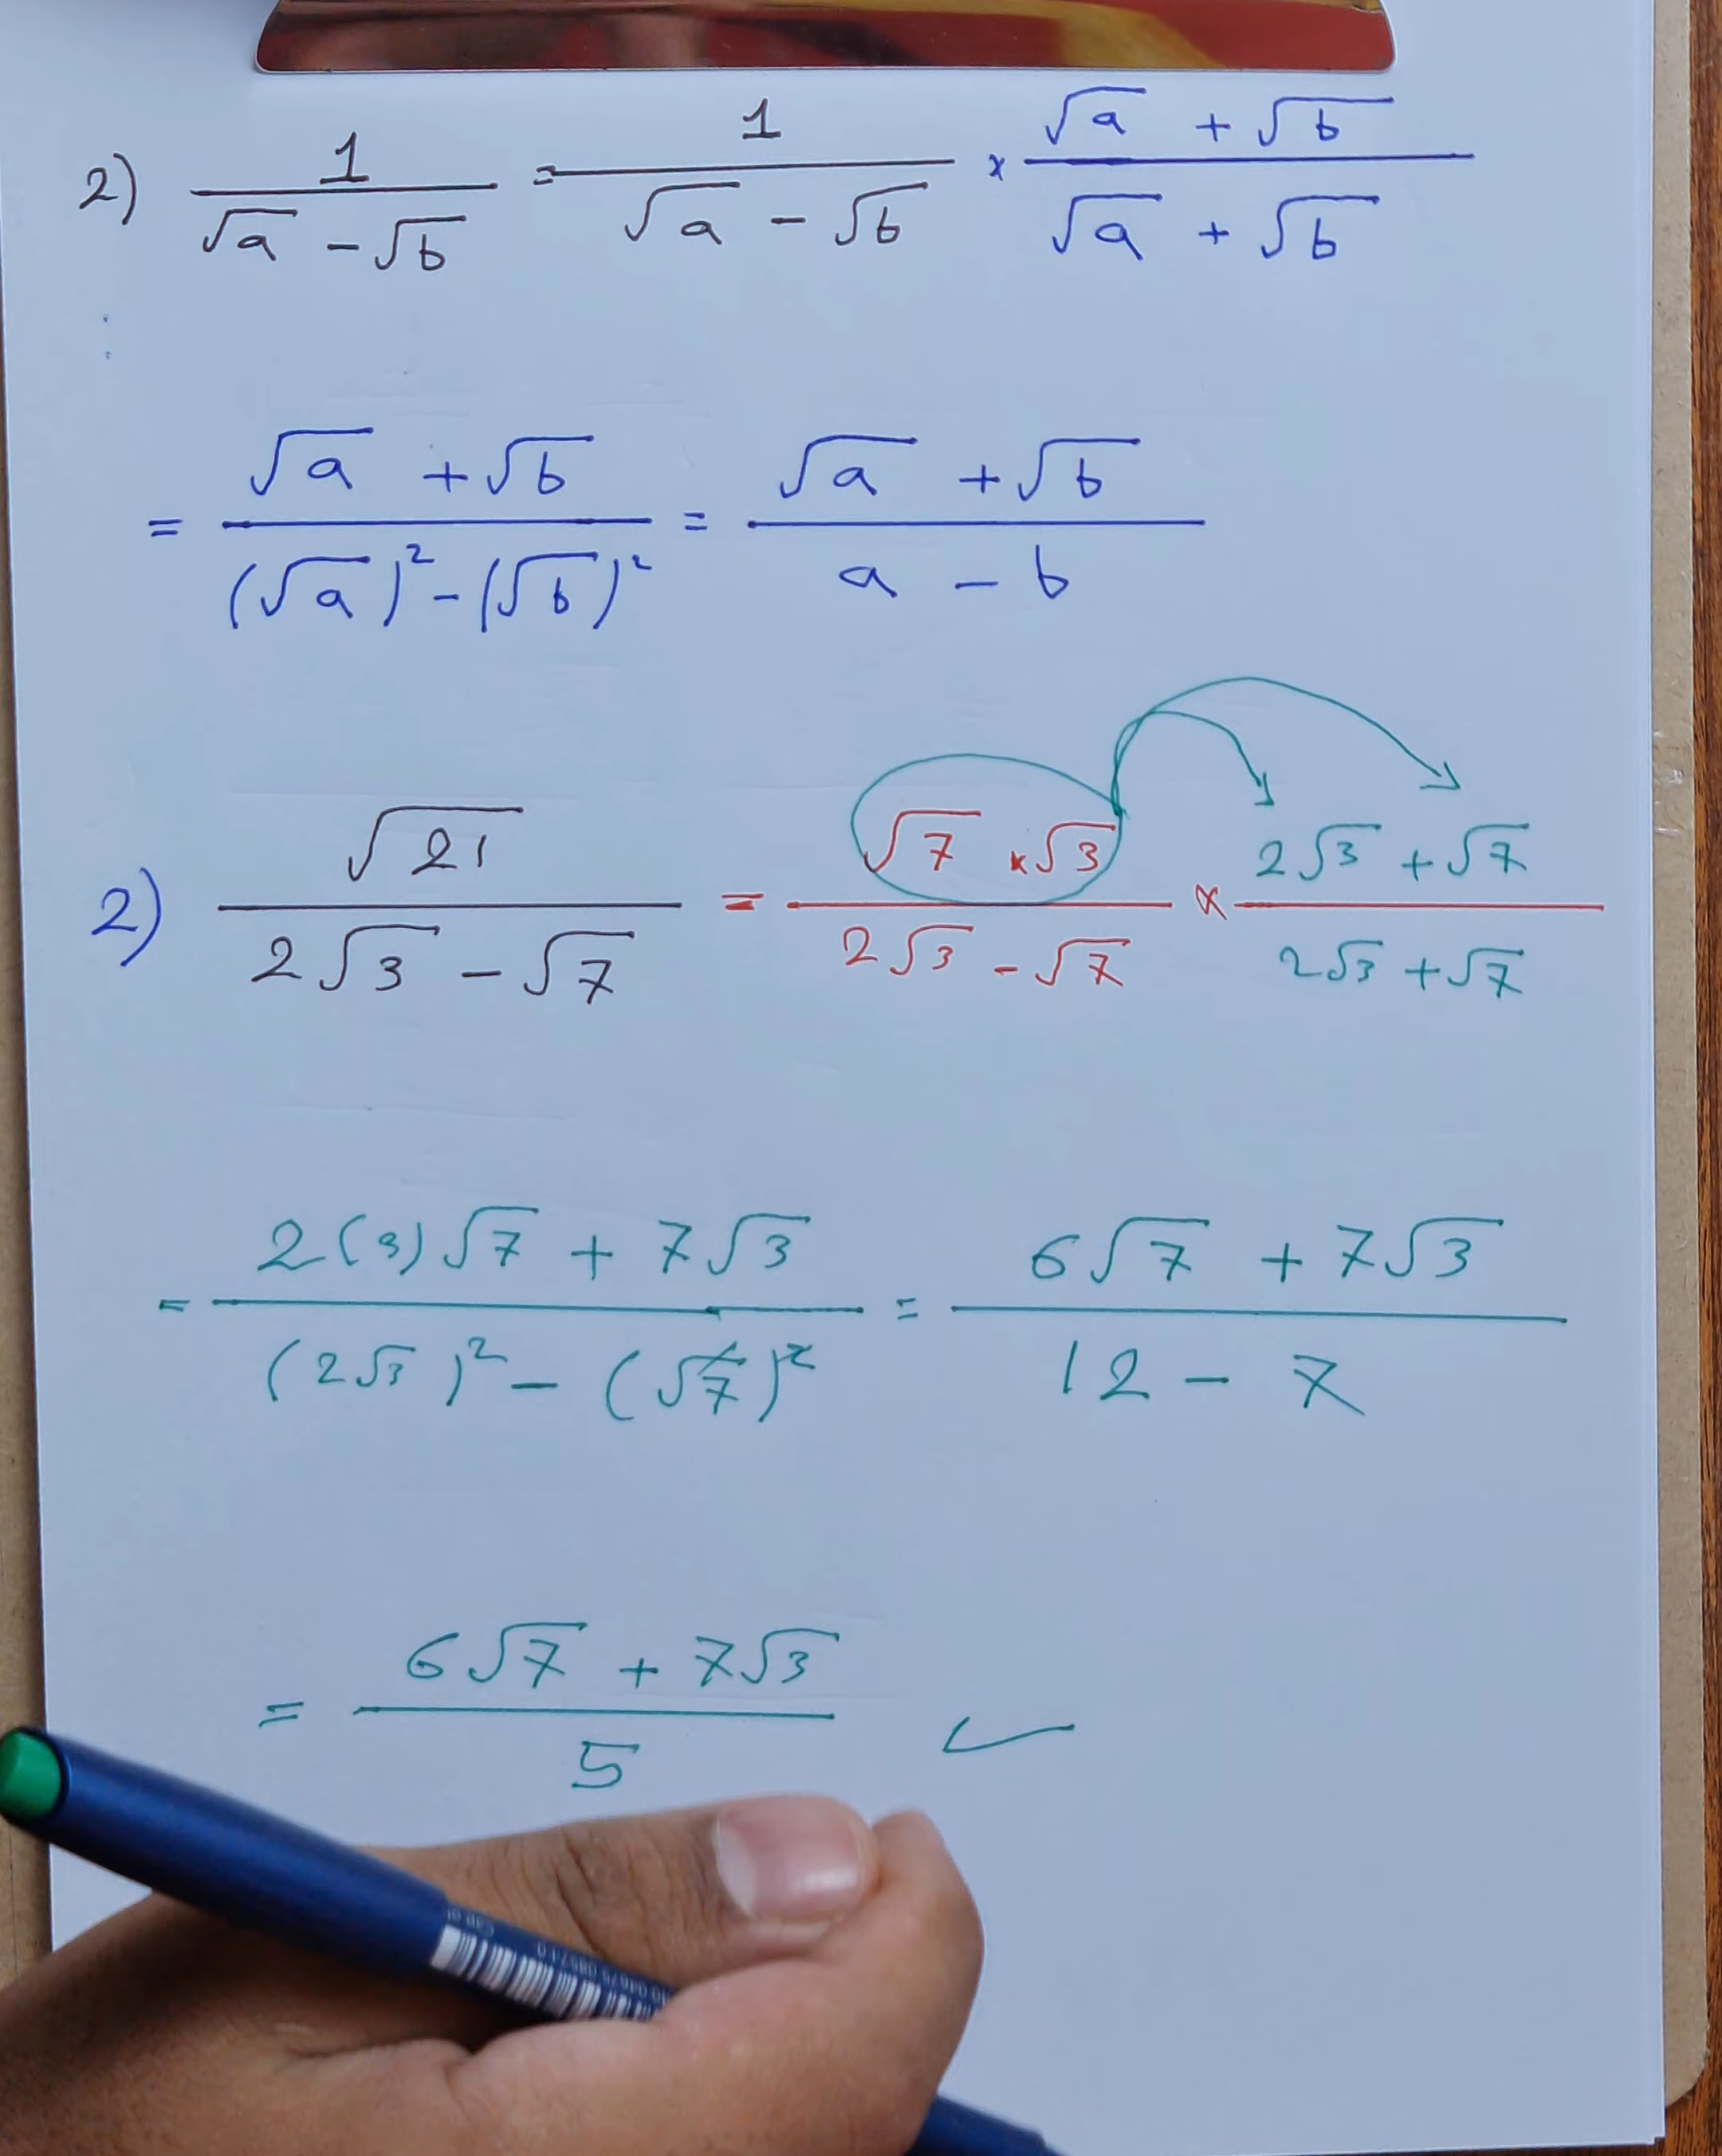 2) 1/(√a - √b) = 1/(√a - √b) × (√a + √b)/(√a + √b)
= (√a + √b)/((√a)² - (√b)²) = (√a + √b)/(a - b)
2) √21/(2√3 - √7) = (√7 × √3)/(2√3 - √7) × (2√3 + √7)/(2√3 + √7)
= (2(3)√7 + 7√3)/((2√3)² - (√7)²) = (6√7 + 7√3)/(12 - 7)
= (6√7 + 7√3)/5 ✓